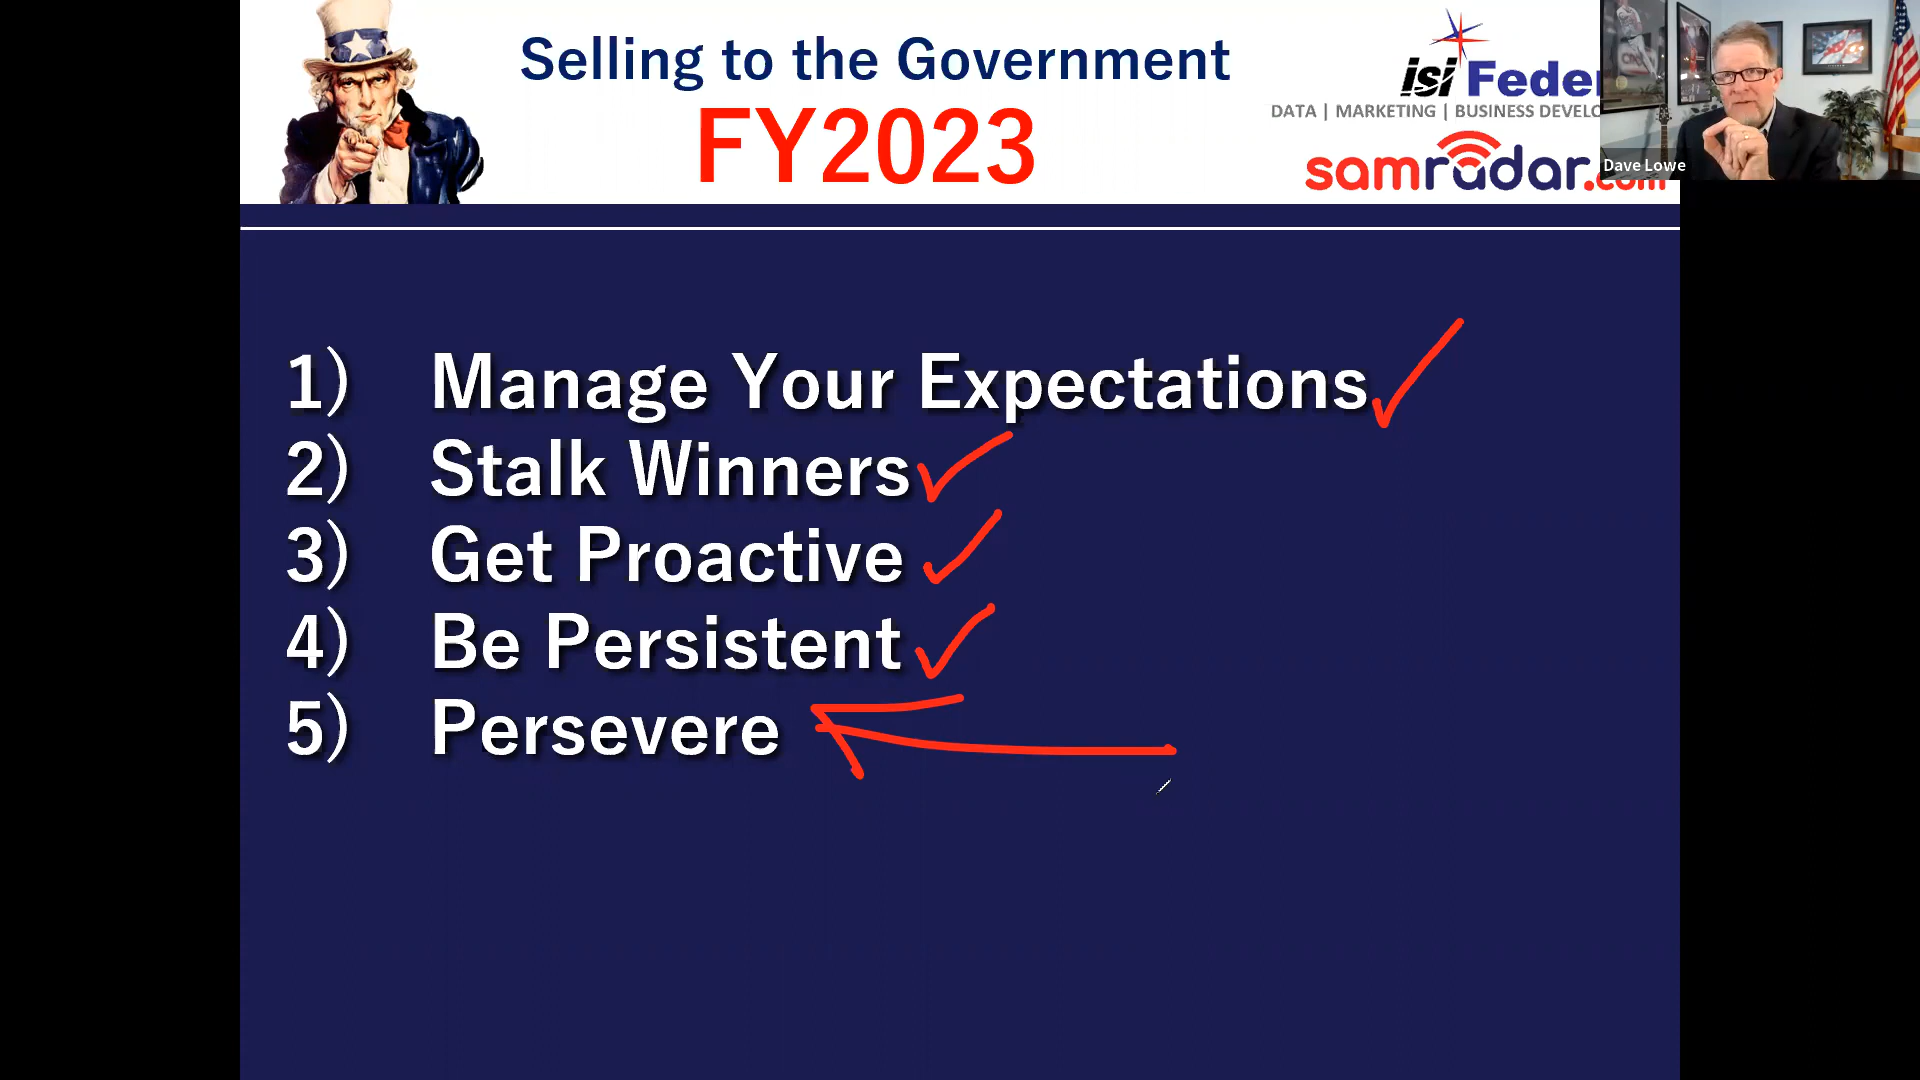 Selling to the Government
FY2023
isi Feder
DATA | MARKETING | BUSINESS DEVELO
samradar.com
Dave Lowe
1) Manage Your Expectations
2) Stalk Winners
3) Get Proactive
4) Be Persistent
5) Persevere